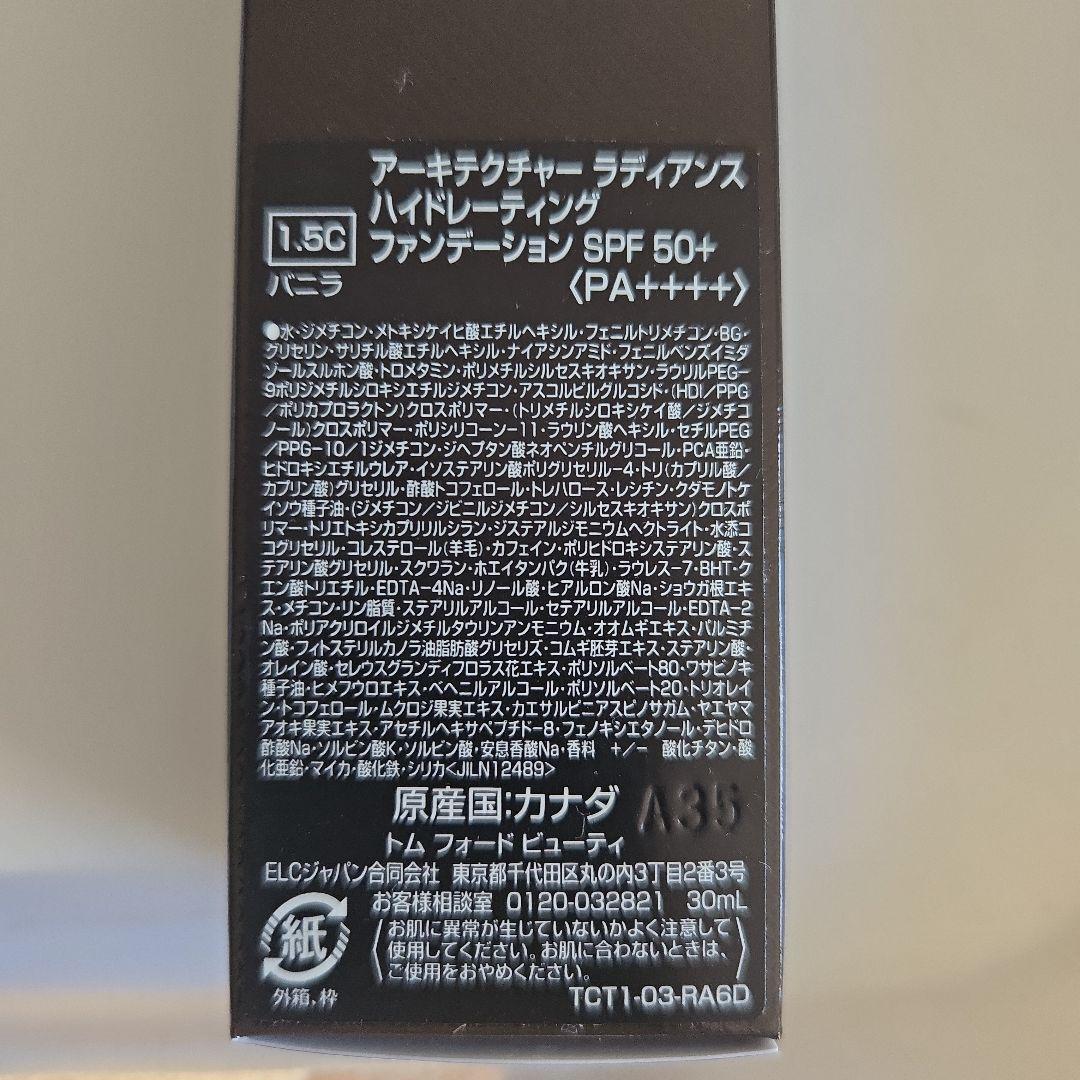 アーキテクチャー ラディアンス
ハイドレーティング
1.5C
ファンデーション SPF 50+
バニラ
〈PA++++〉
●水・ジメチコン・メトキシケイヒ酸エチルヘキシル・フェニルトリメチコン・BG・
グリセリン・サリチル酸エチルヘキシル・ナイアシンアミド・フェニルベンズイミダ
ゾールスルホン酸・トロメタミン・ポリメチルシルセスキオキサン・ラウリルPEG-
9ポリジメチルシロキシエチルジメチコン・アスコルビルグルコシド・(HDI/PPG
/ポリカプロラクトン)クロスポリマー・(トリメチルシロキシケイ酸/ジメチコ
ノール)クロスポリマー・ポリシリコーン-11・ラウリン酸ヘキシル・セチルPEG
/PPG-10/1ジメチコン・ジヘプタン酸ネオペンチルグリコール・PCA亜鉛・
ヒドロキシエチルウレア・イソステアリン酸ポリグリセリル-4・トリ(カプリル酸/
カプリン酸)グリセリル・酢酸トコフェロール・トレハロース・レシチン・クダモノトケ
イソウ種子油・(ジメチコン/ジビニルジメチコン/シルセスキオキサン)クロスポ
リマー・トリエトキシカプリリルシラン・ジステアルジモニウムヘクトライト・水添コ
コグリセリル・コレステロール(羊毛)・カフェイン・ポリヒドロキシステアリン酸・ス
テアリン酸グリセリル・スクワラン・ホエイタンパク(牛乳)・ラウレス-7・BHT・ク
エン酸トリエチル・EDTA-4Na・リノール酸・ヒアルロン酸Na・ショウガ根エキ
ス・メチコン・リン脂質・ステアリルアルコール・セテアリルアルコール・EDTA-2
Na・ポリアクリロイルジメチルタウリンアンモニウム・オオムギエキス・パルミチ
ン酸・フィトステリルカノラ油脂肪酸グリセリズ・コムギ胚芽エキス・ステアリン酸・
オレイン酸・セレウスグランディフロラス花エキス・ポリソルベート80・ワサビノキ
種子油・ヒメフウロエキス・ベヘニルアルコール・ポリソルベート20・トリオレイ
ン・トコフェロール・ムクロジ果実エキス・カエサルピニアスピノサガム・ヤエヤマ
アオキ果実エキス・アセチルヘキサペプチド-8・フェノキシエタノール・デヒドロ
酢酸Na・ソルビン酸K・ソルビン酸・安息香酸Na・香料 +/- 酸化チタン・酸
化亜鉛・マイカ・酸化鉄・シリカ<JILN12489>
原産国:カナダ A35
トム フォード ビューティ
ELCジャパン合同会社 東京都千代田区丸の内3丁目2番3号
お客様相談室 0120-032821 30mL
紙
お肌に異常が生じていないかよく注意して
使用してください。お肌に合わないときは、
ご使用をおやめください。
外箱、枠
TCT1-03-RA6D